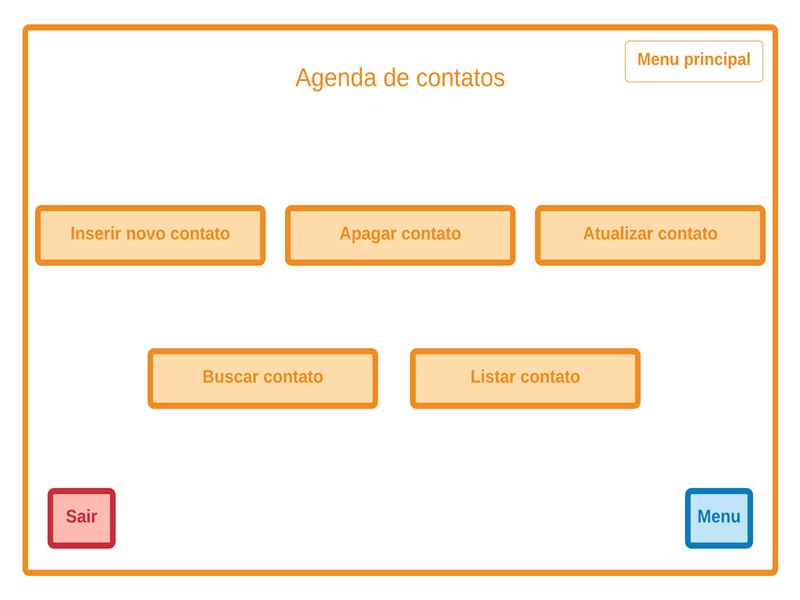 Menu principal
Agenda de contatos
Inserir novo contato
Apagar contato
Atualizar contato
Buscar contato
Listar contato
Sair
Menu